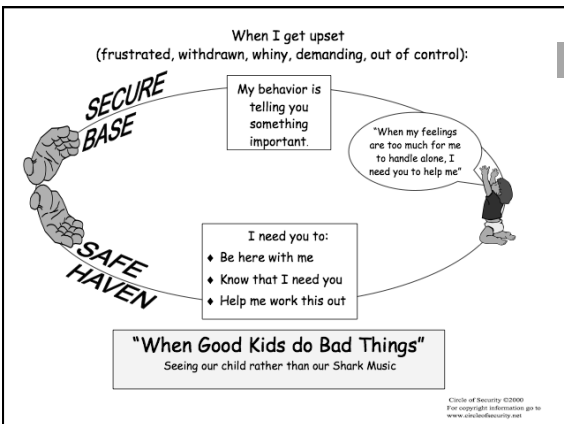 When I get upset
(frustrated, withdrawn, whiny, demanding, out of control):
SECURE
BASE
My behavior is
telling you
something
important.
"When my feelings
are too much for me
to handle alone, I
need you to help me"
SAFE
HAVEN
I need you to:
♦ Be here with me
♦ Know that I need you
♦ Help me work this out
"When Good Kids do Bad Things"
Seeing our child rather than our Shark Music
Circle of Security ©2000
For copyright information go to
www.circleofsecurity.net